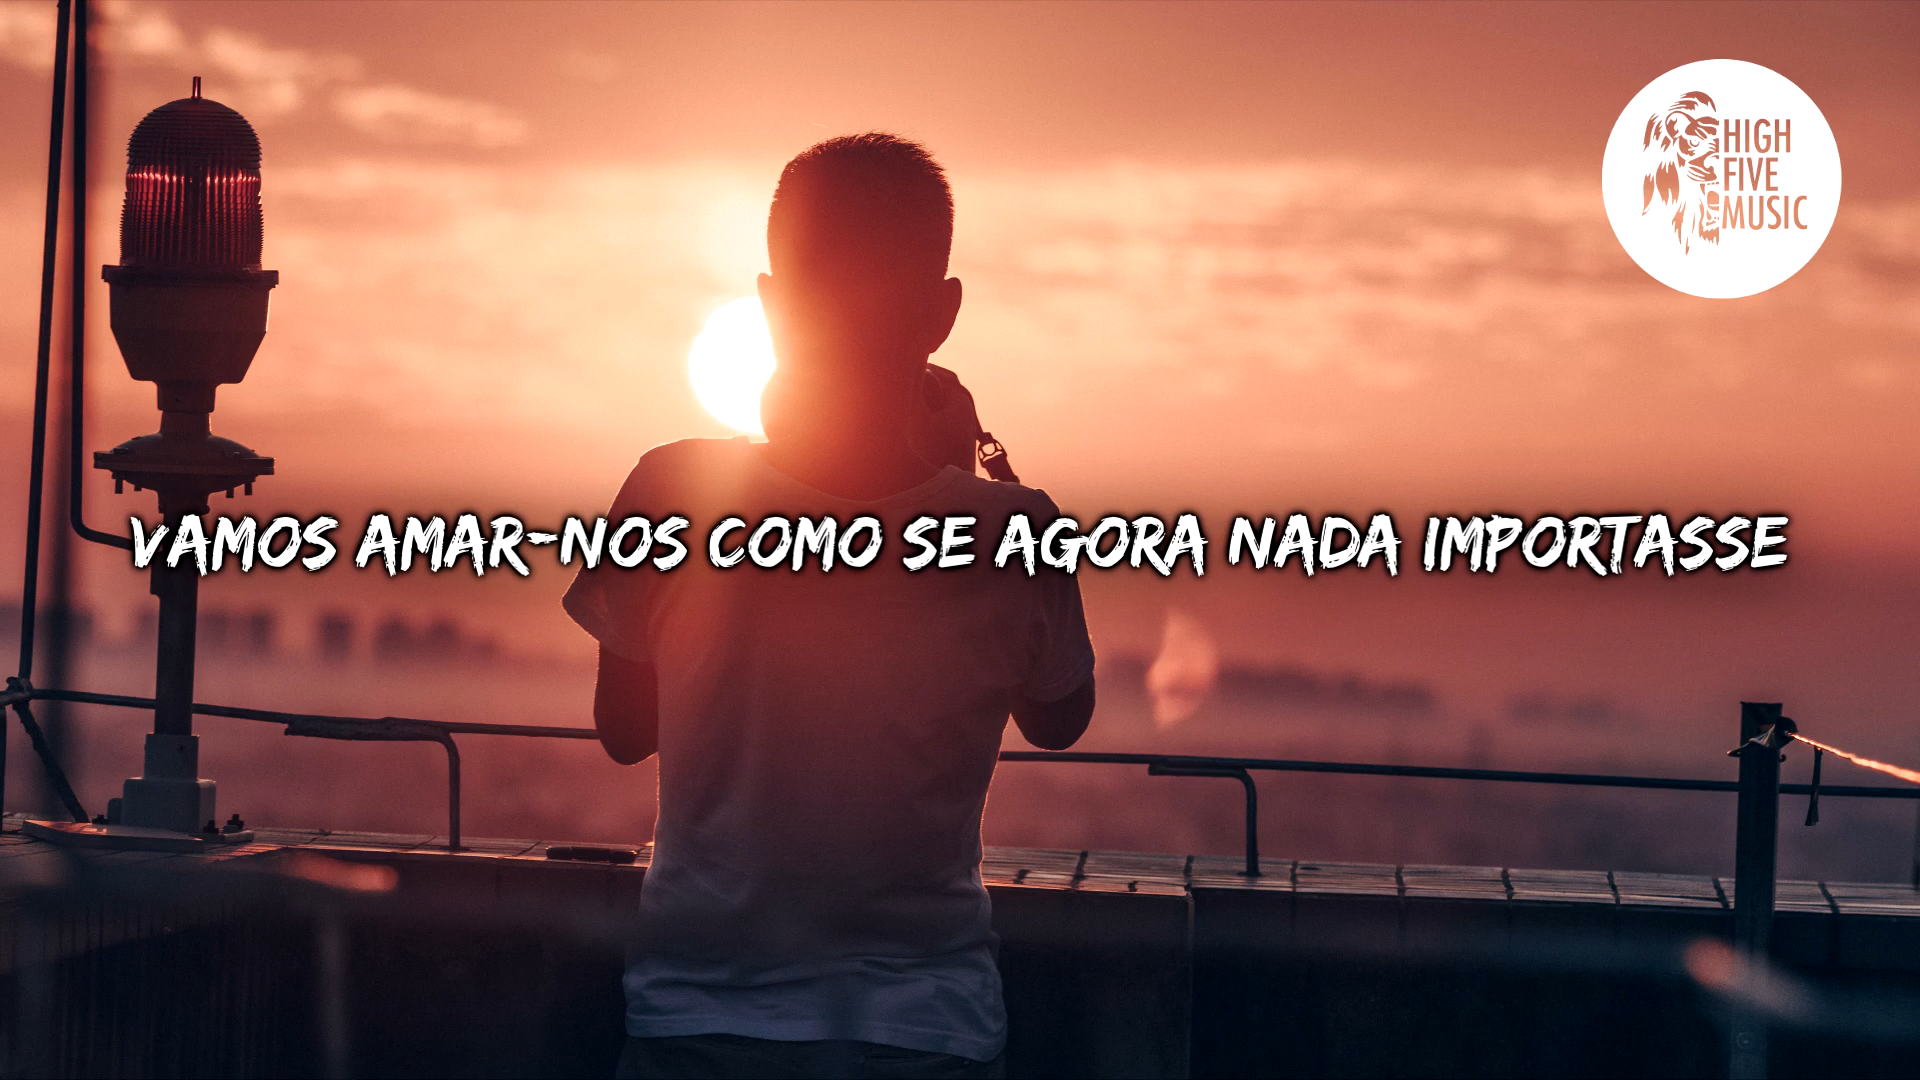 HIGH
FIVE
MUSIC
VAMOS AMAR-NOS COMO SE AGORA NADA IMPORTASSE